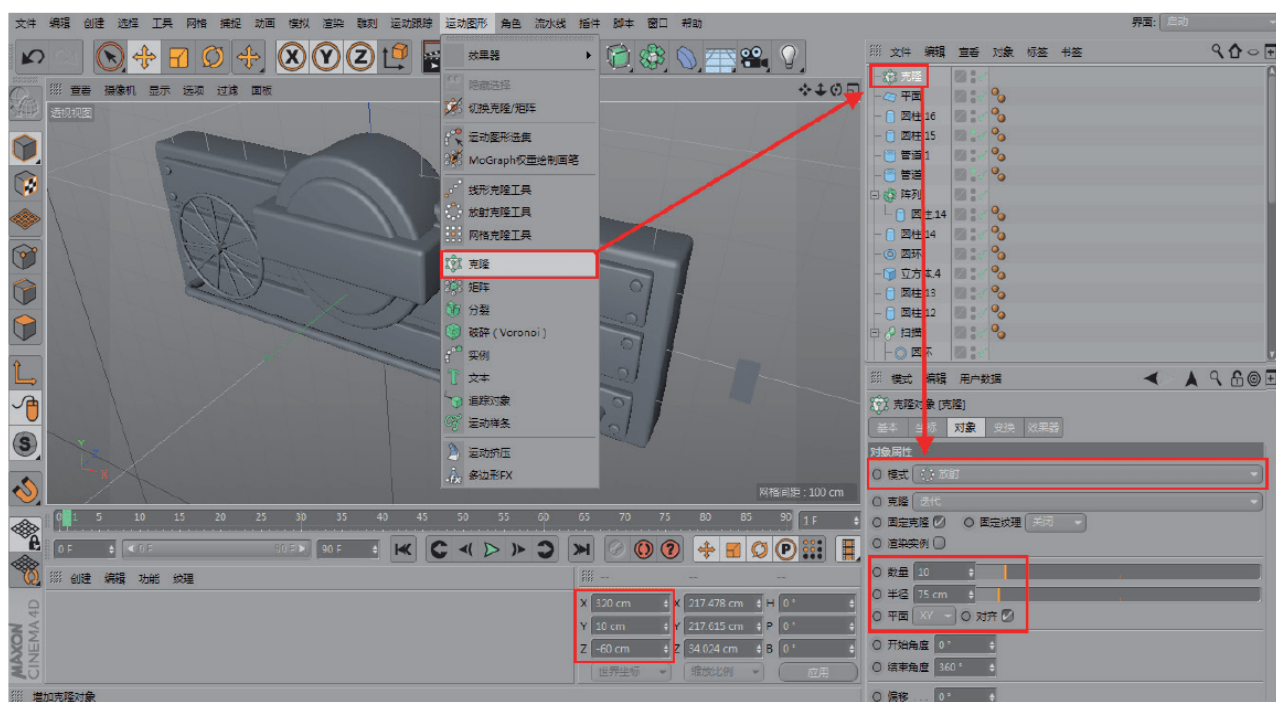 文件 编辑 创建 选择 工具 网格 捕捉 动画 模拟 渲染 雕刻 运动跟踪 运动图形 角色 流水线 插件 脚本 窗口 帮助
界面: 启动
X Y Z
文件 编辑 查看 对象 标签 书签
查看 摄像机 显示 选项 过滤 面板
透视视图
效果器
隐藏选择
切换克隆/矩阵
运动图形选集
MoGraph权重绘制画笔
线形克隆工具
放射克隆工具
网格克隆工具
克隆
矩阵
分裂
破碎 ( Voronoi )
实例
文本
追踪对象
运动样条
运动挤压
多边形FX
克隆
平面
圆柱.16
圆柱.15
管道.1
管道
阵列
圆柱.14
圆柱.14
圆环
立方体.4
圆柱.13
圆柱.12
扫描
圆环
模式 编辑 用户数据
克隆对象 [克隆]
基本 坐标 对象 变换 效果器
对象属性
模式 放射
克隆 迭代
固定克隆 固定纹理 关闭
渲染实例
数量 10
半径 75 cm
平面 XY 对齐
开始角度 0°
结束角度 360°
偏移 . . . 0°
Y
Z
X
网格间距 : 100 cm
0 1 5 10 15 20 25 30 35 40 45 50 55 60 65 70 75 80 85 90 1 F
0 F 0 F 90 F 90 F
P
S
创建 编辑 功能 纹理
-- -- --
X 320 cm X 217.478 cm H 0°
Y 10 cm Y 217.615 cm P 0°
Z -60 cm Z 34.024 cm B 0°
世界坐标 缩放比例 应用
MAXON
CINEMA 4D
增加克隆对象